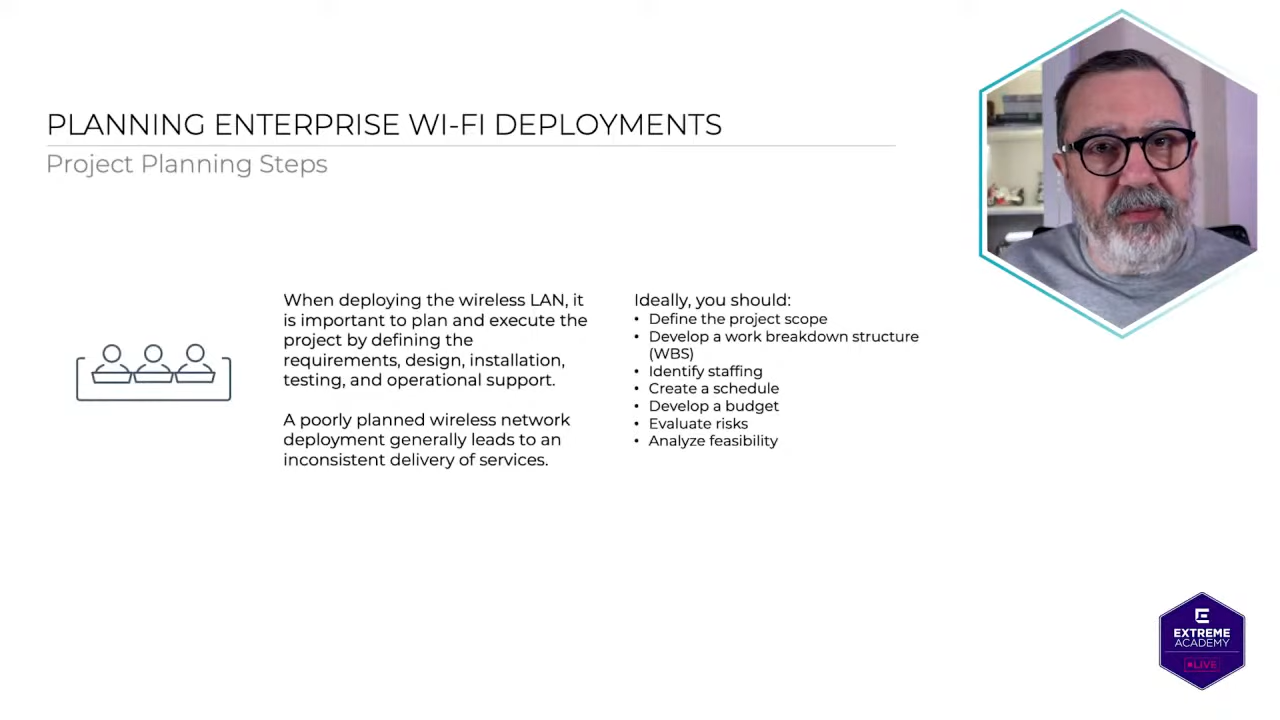 PLANNING ENTERPRISE WI-FI DEPLOYMENTS
Project Planning Steps
When deploying the wireless LAN, it
is important to plan and execute the
project by defining the
requirements, design, installation,
testing, and operational support.
A poorly planned wireless network
deployment generally leads to an
inconsistent delivery of services.
Ideally, you should:
• Define the project scope
• Develop a work breakdown structure
(WBS)
• Identify staffing
• Create a schedule
• Develop a budget
• Evaluate risks
• Analyze feasibility
EXTREME
ACADEMY
LIVE